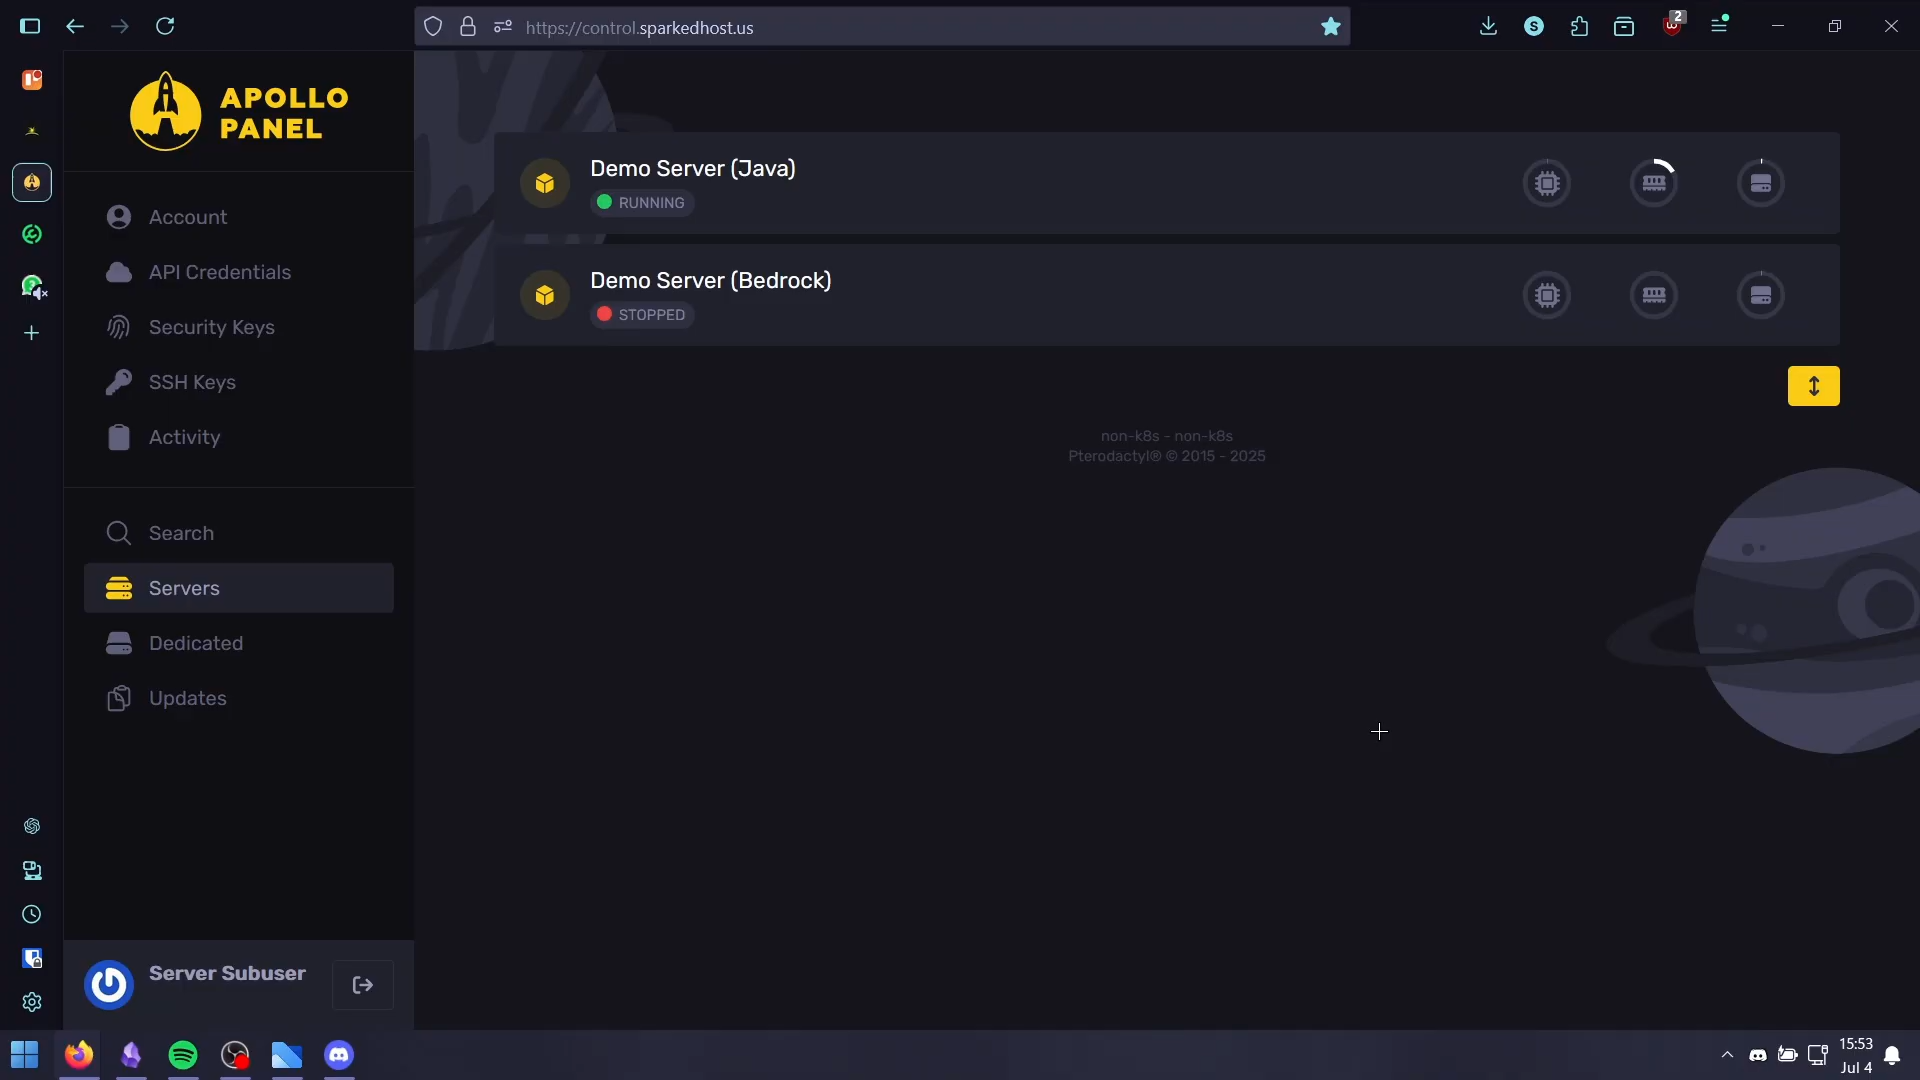 https://control.sparkedhost.us
2
APOLLO
PANEL
Account
API Credentials
Security Keys
SSH Keys
Activity
Search
Servers
Dedicated
Updates
Server Subuser
Demo Server (Java)
RUNNING
Demo Server (Bedrock)
STOPPED
non-k8s - non-k8s
Pterodactyl® © 2015 - 2025
15:53
Jul 4